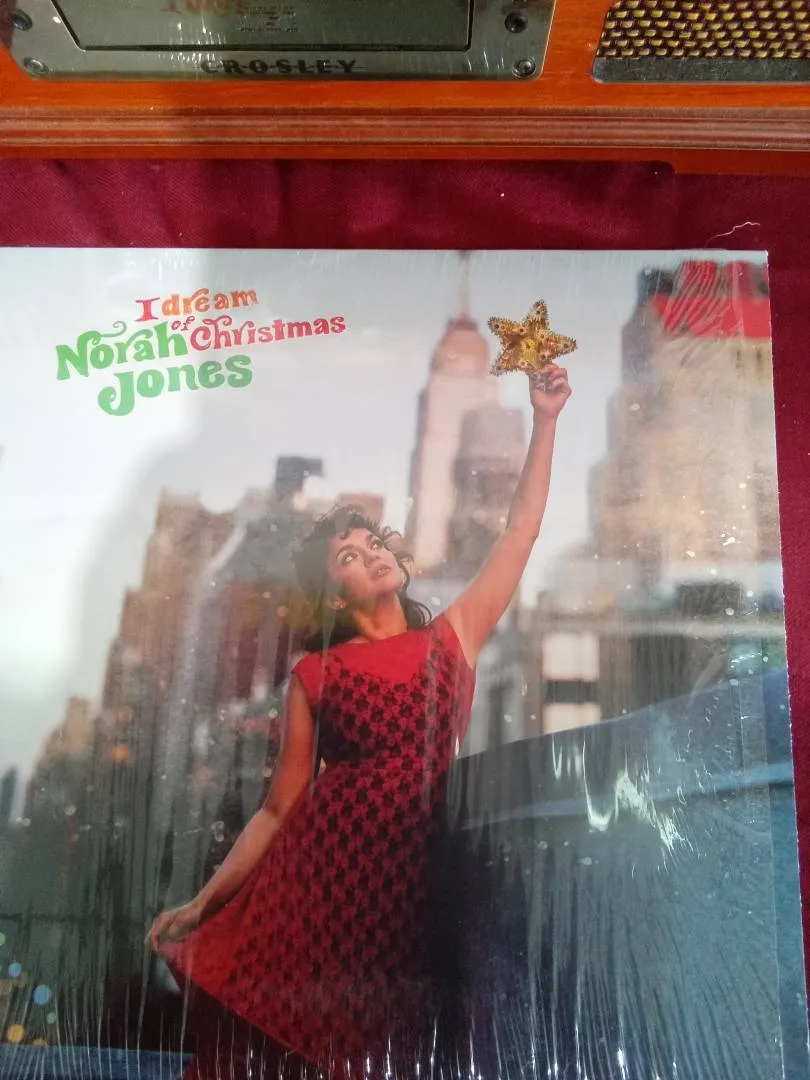 CROSLEY
I dream
of Christmas
Norah
Jones